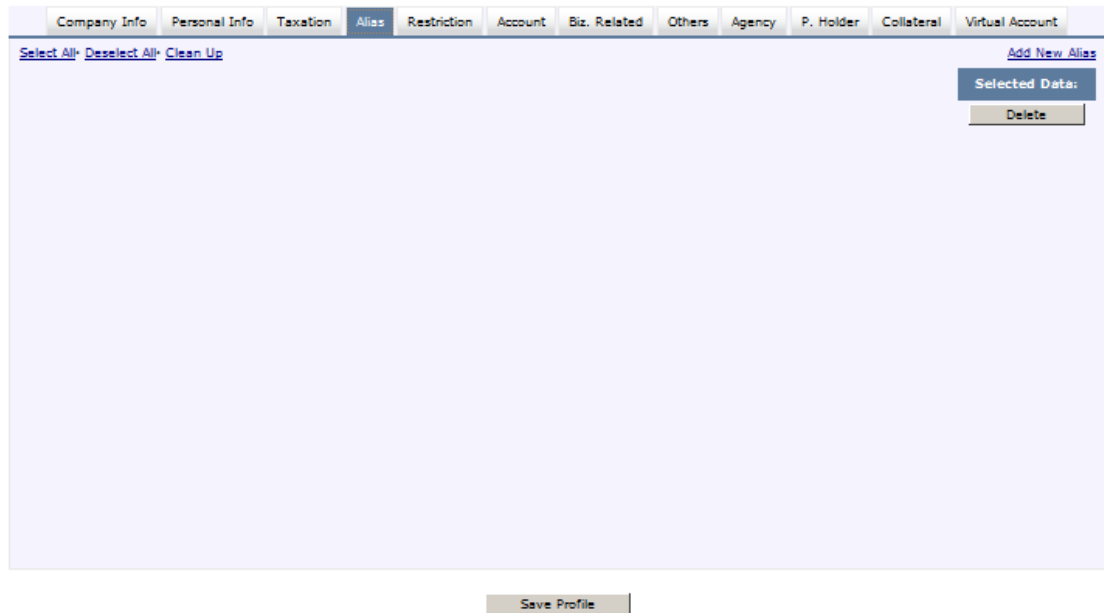 Company Info Personal Info Taxation Alias Restriction Account Biz. Related Others Agency P. Holder Collateral Virtual Account
Select All• Deselect All• Clean Up Add New Alias
Selected Data:
Delete
Save Profile